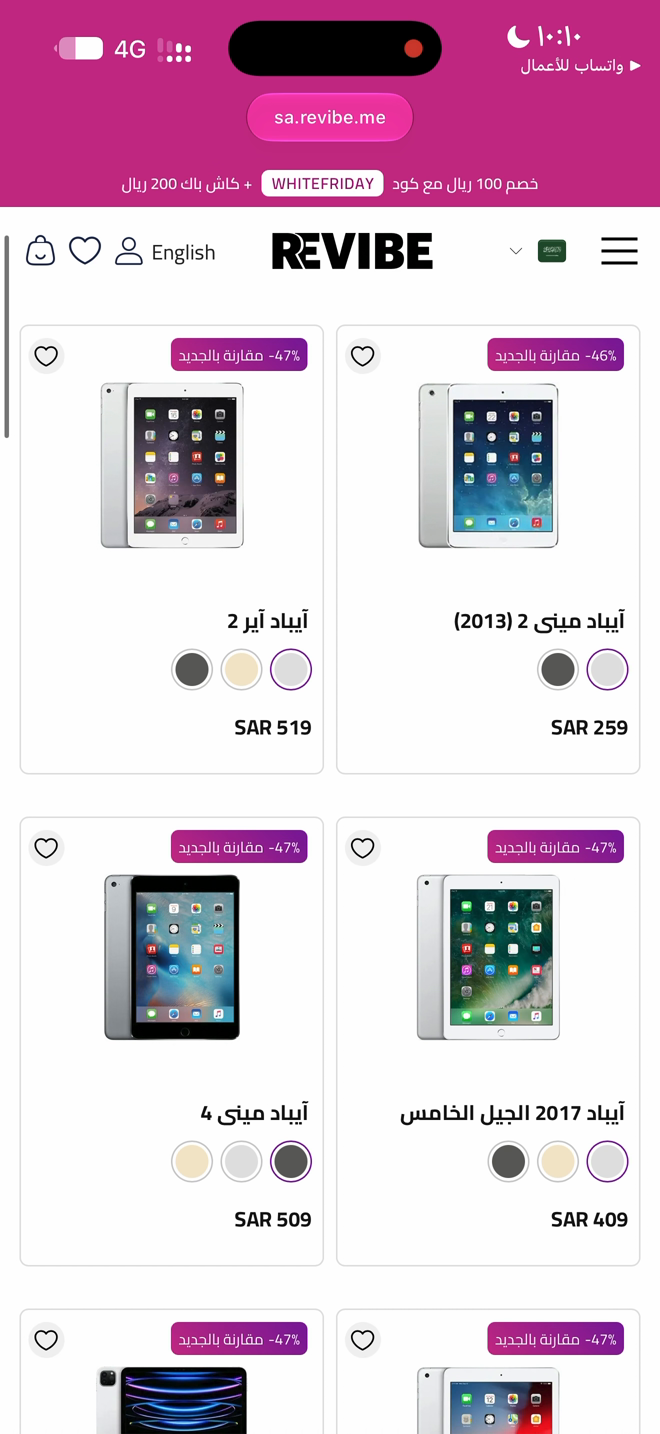 ١٠:١٠
4G
◀ واتساب للأعمال
sa.revibe.me
خصم 100 ريال مع كود WHITEFRIDAY + كاش باك 200 ريال
REVIBE
English
-46% مقارنة بالجديد
-47% مقارنة بالجديد
آيباد ميني 2 (2013)
آيباد آير 2
SAR 259
SAR 519
-47% مقارنة بالجديد
-47% مقارنة بالجديد
آيباد 2017 الجيل الخامس
آيباد ميني 4
SAR 409
SAR 509
-47% مقارنة بالجديد
-47% مقارنة بالجديد